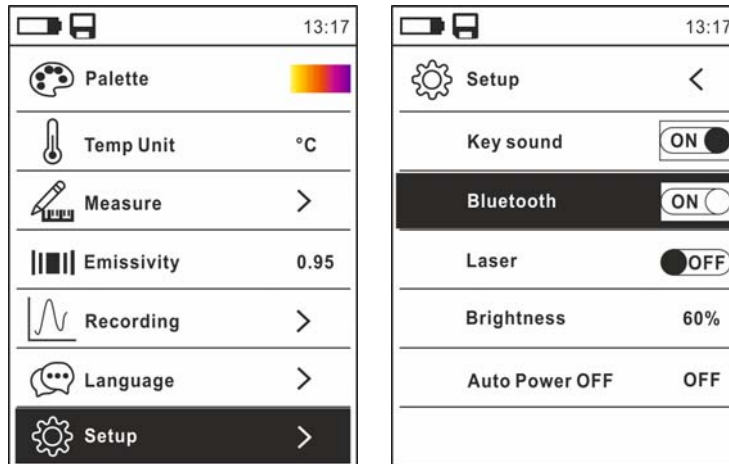 13:17
Palette
Temp Unit °C
Measure >
Emissivity 0.95
Recording >
Language >
Setup >
13:17
Setup <
Key sound ON
Bluetooth ON
Laser OFF
Brightness 60%
Auto Power OFF OFF